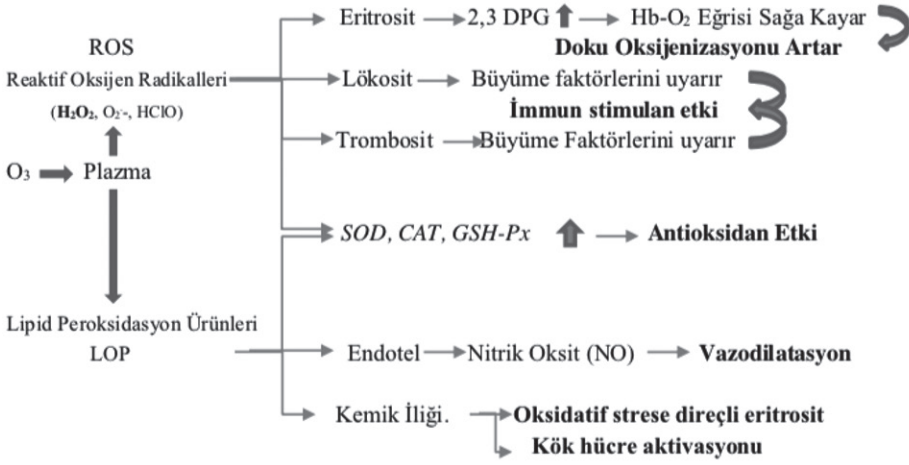 Eritrosit 2,3 DPG Hb-O₂ Eğrisi Sağa Kayar
Doku Oksijenizasyonu Artar
ROS
Reaktif Oksijen Radikalleri
(H₂O₂, O₂·-, HClO)
Lökosit Büyüme faktörlerini uyarır
İmmun stimulan etki
Trombosit Büyüme Faktörlerini uyarır
O₃ Plazma
SOD, CAT, GSH-Px Antioksidan Etki
Lipid Peroksidasyon Ürünleri
LOP
Endotel Nitrik Oksit (NO) Vazodilatasyon
Kemik İliği. Oksidatif strese direçli eritrosit
Kök hücre aktivasyonu